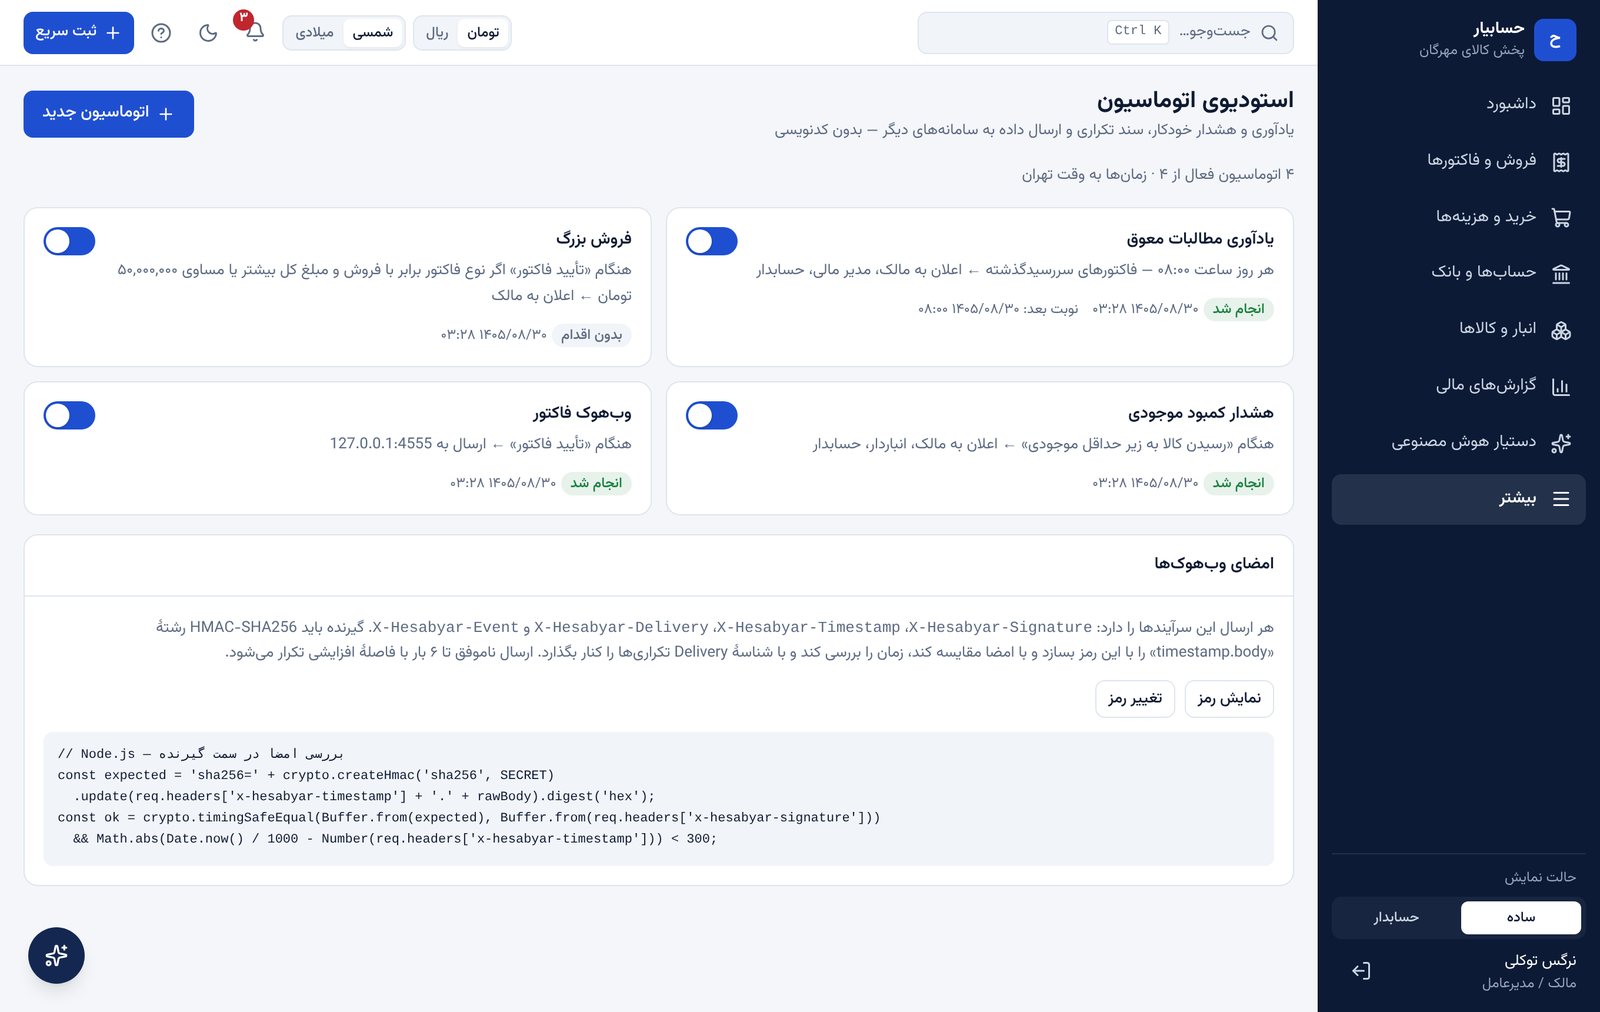 ح
حسابیار
پخش کالای مهرگان
داشبورد
فروش و فاکتورها
خرید و هزینه‌ها
حساب‌ها و بانک
انبار و کالاها
گزارش‌های مالی
دستیار هوش مصنوعی
بیشتر
حالت نمایش
ساده
حسابدار
نرگس توکلی
مالک / مدیرعامل
جست‌وجو...
Ctrl K
تومان
ریال
شمسی
میلادی
۳
ثبت سریع
استودیوی اتوماسیون
یادآوری و هشدار خودکار، سند تکراری و ارسال داده به سامانه‌های دیگر — بدون کدنویسی
اتوماسیون جدید
۴ اتوماسیون فعال از ۴ · زمان‌ها به وقت تهران
یادآوری مطالبات معوق
هر روز ساعت ۰۸:۰۰ — فاکتورهای سررسیدگذشته ← اعلان به مالک، مدیر مالی، حسابدار
انجام شد ۱۴۰۵/۰۸/۳۰ ۰۳:۲۸ نوبت بعد: ۱۴۰۵/۰۸/۳۰ ۰۸:۰۰
فروش بزرگ
هنگام «تأیید فاکتور» اگر نوع فاکتور برابر با فروش و مبلغ کل بیشتر یا مساوی ۵۰,۰۰۰,۰۰۰
تومان ← اعلان به مالک
بدون اقدام ۱۴۰۵/۰۸/۳۰ ۰۳:۲۸
هشدار کمبود موجودی
هنگام «رسیدن کالا به زیر حداقل موجودی» ← اعلان به مالک، انباردار، حسابدار
انجام شد ۱۴۰۵/۰۸/۳۰ ۰۳:۲۸
وب‌هوک فاکتور
هنگام «تأیید فاکتور» ← ارسال به 127.0.0.1:4555
انجام شد ۱۴۰۵/۰۸/۳۰ ۰۳:۲۸
امضای وب‌هوک‌ها
هر ارسال این سرآیندها را دارد: X-Hesabyar-Signature، X-Hesabyar-Timestamp، X-Hesabyar-Delivery و X-Hesabyar-Event. گیرنده باید HMAC-SHA256 رشتهٔ
«timestamp.body» را با این رمز بسازد و با امضا مقایسه کند، زمان را بررسی کند و با شناسهٔ Delivery تکراری‌ها را کنار بگذارد. ارسال ناموفق تا ۶ بار با فاصلهٔ افزایشی تکرار می‌شود.
نمایش رمز
تغییر رمز
// Node.js — بررسی امضا در سمت گیرنده
const expected = 'sha256=' + crypto.createHmac('sha256', SECRET)
  .update(req.headers['x-hesabyar-timestamp'] + '.' + rawBody).digest('hex');
const ok = crypto.timingSafeEqual(Buffer.from(expected), Buffer.from(req.headers['x-hesabyar-signature']))
  && Math.abs(Date.now() / 1000 - Number(req.headers['x-hesabyar-timestamp'])) < 300;